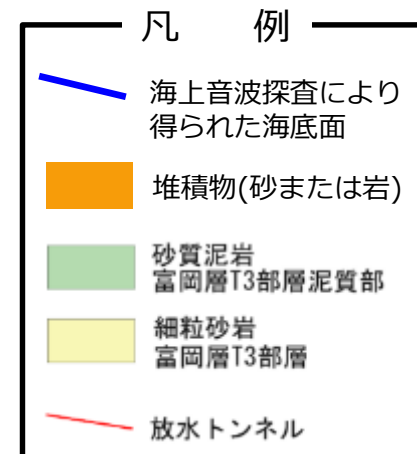 凡　例
海上音波探査により
得られた海底面
堆積物(砂または岩)
砂質泥岩
富岡層T3部層泥質部
細粒砂岩
富岡層T3部層
放水トンネル